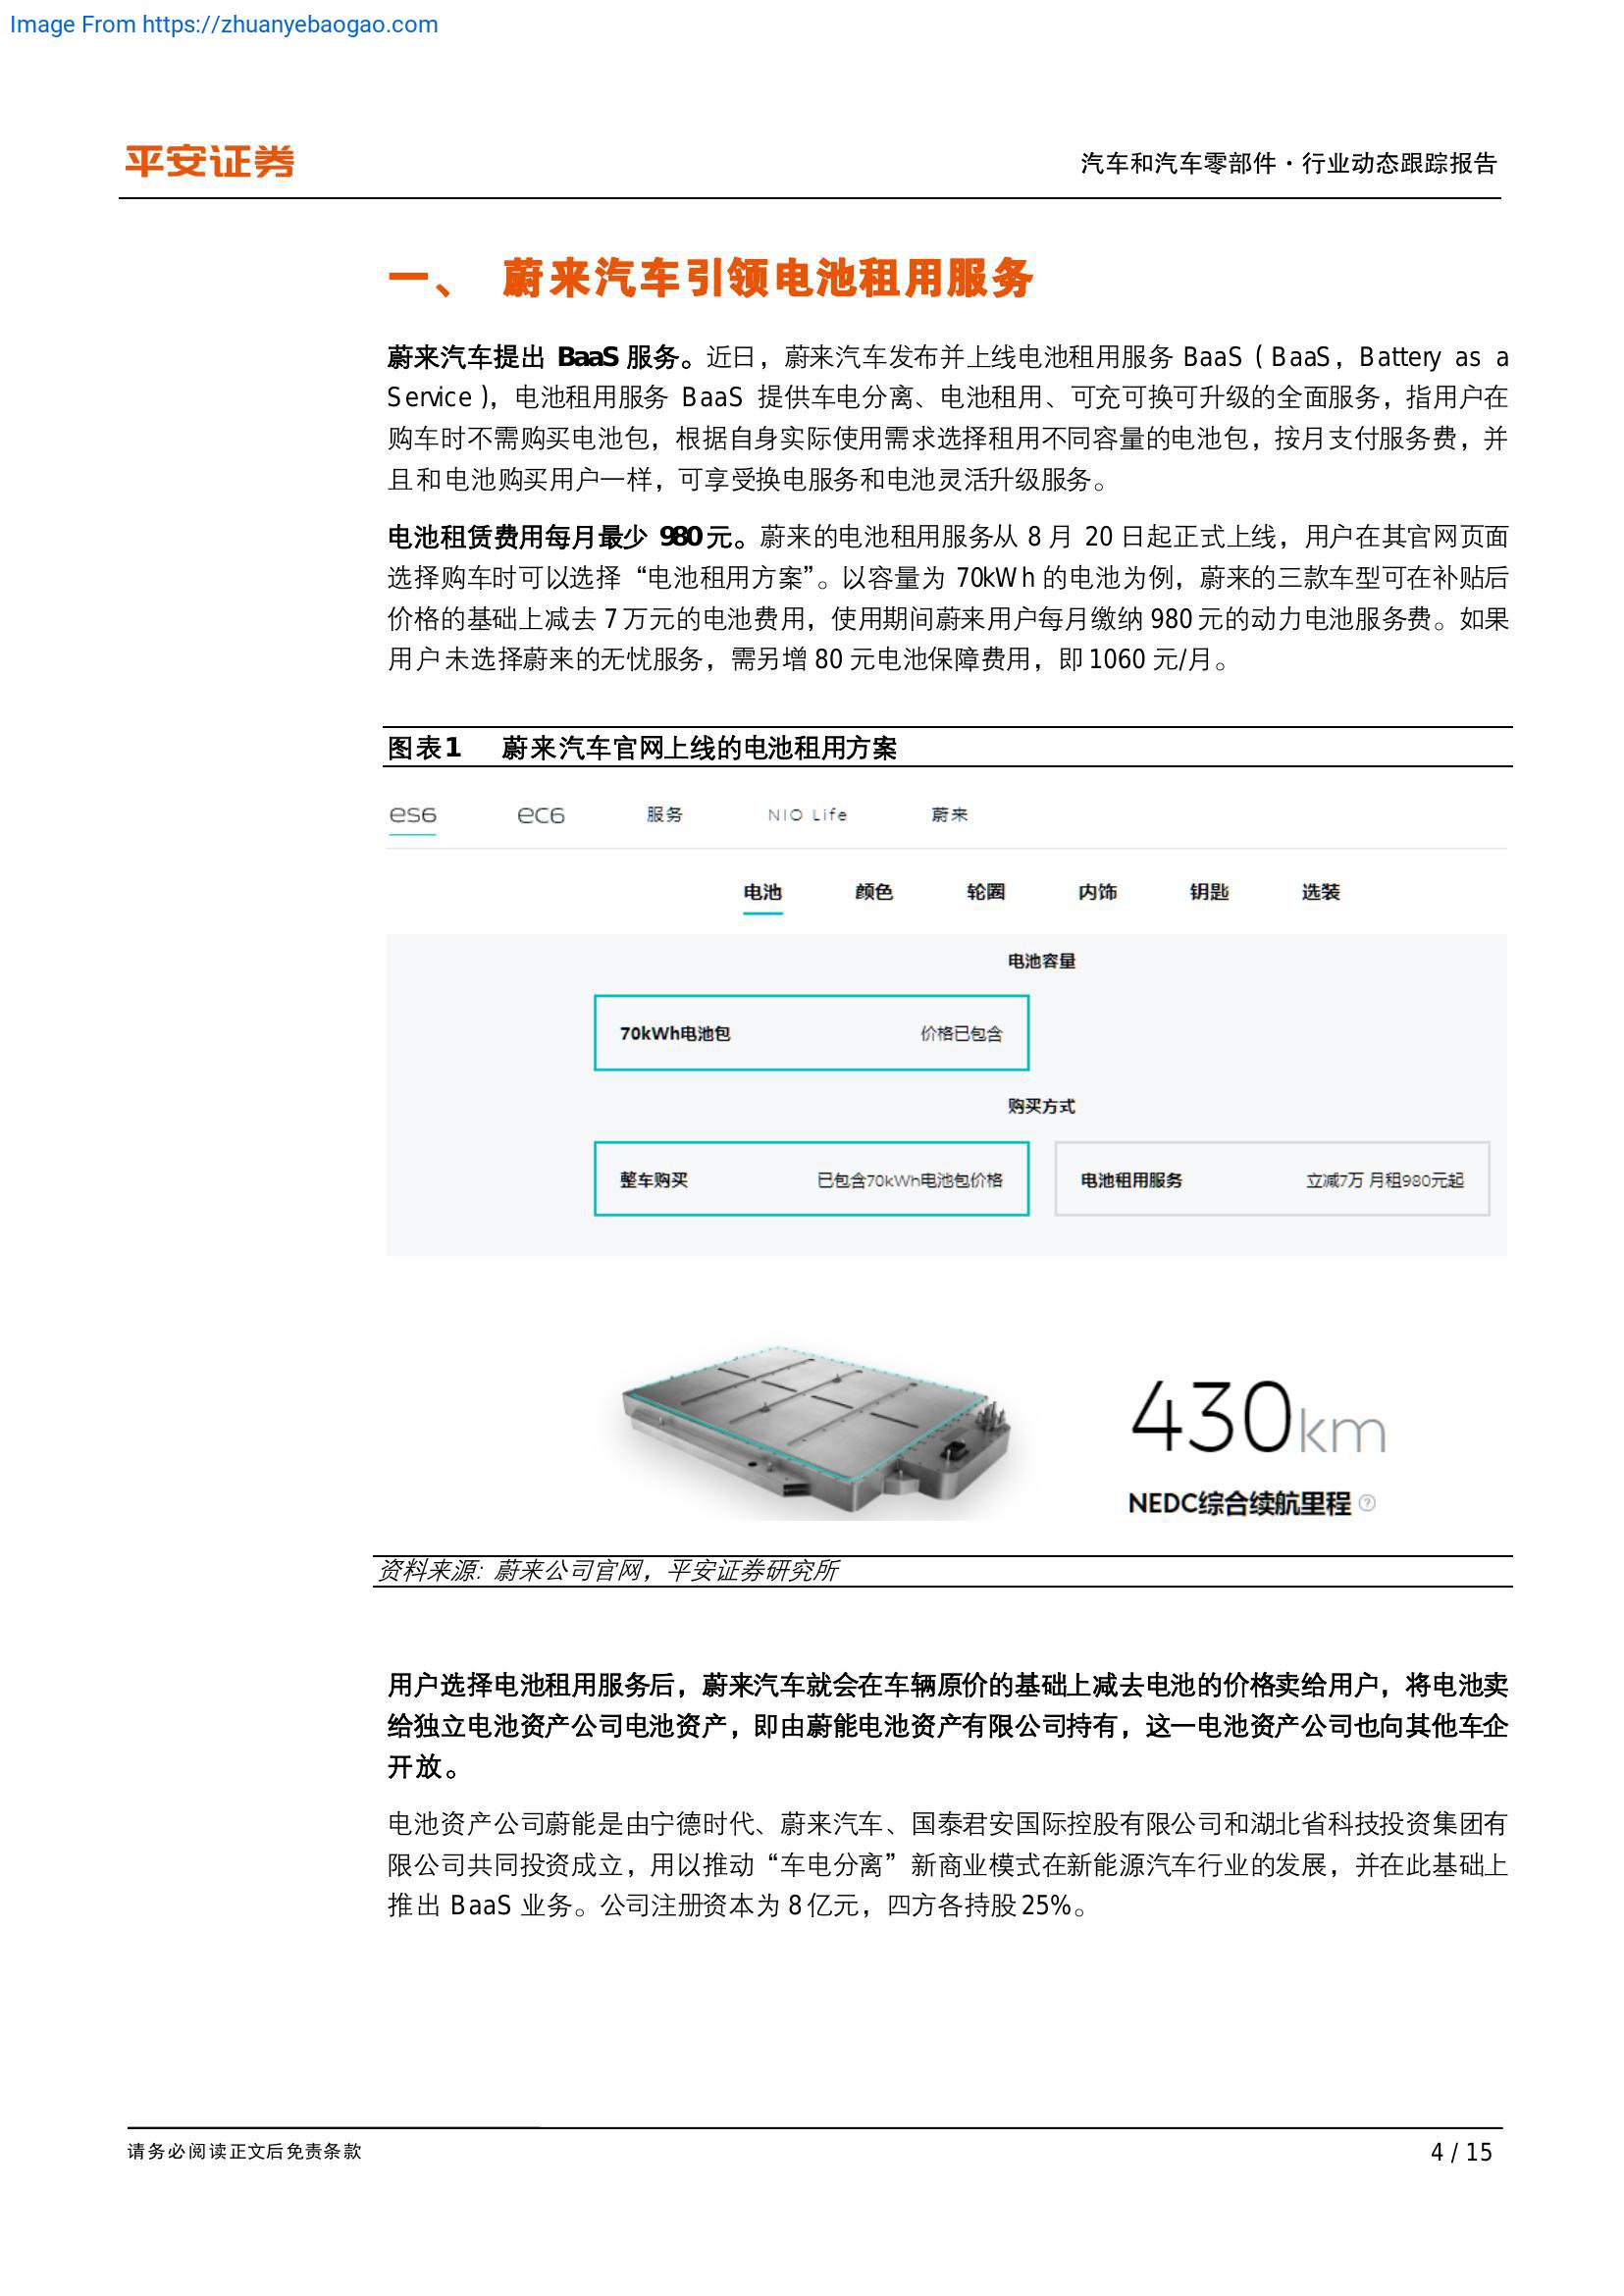 Image From https://zhuanyebaogao.com
平安证券
汽车和汽车零部件·行业动态跟踪报告
一、 蔚来汽车引领电池租用服务
蔚来汽车提出 BaaS 服务。近日，蔚来汽车发布并上线电池租用服务 BaaS（BaaS，Battery as a
Service），电池租用服务 BaaS 提供车电分离、电池租用、可充可换可升级的全面服务，指用户在
购车时不需购买电池包，根据自身实际使用需求选择租用不同容量的电池包，按月支付服务费，并
且和电池购买用户一样，可享受换电服务和电池灵活升级服务。
电池租赁费用每月最少 980 元。蔚来的电池租用服务从 8 月 20 日起正式上线，用户在其官网页面
选择购车时可以选择“电池租用方案”。以容量为 70kWh 的电池为例，蔚来的三款车型可在补贴后
价格的基础上减去 7 万元的电池费用，使用期间蔚来用户每月缴纳 980 元的动力电池服务费。如果
用户未选择蔚来的无忧服务，需另增 80 元电池保障费用，即 1060 元/月。
图表1 蔚来汽车官网上线的电池租用方案
es6 ec6 服务 NIO Life 蔚来
电池 颜色 轮圈 内饰 钥匙 选装
电池容量
70kWh电池包 价格已包含
购买方式
整车购买 已包含70kWh电池包价格 电池租用服务 立减7万 月租980元起
430km
NEDC综合续航里程 ?
资料来源: 蔚来公司官网，平安证券研究所
用户选择电池租用服务后，蔚来汽车就会在车辆原价的基础上减去电池的价格卖给用户，将电池卖
给独立电池资产公司电池资产，即由蔚能电池资产有限公司持有，这一电池资产公司也向其他车企
开放。
电池资产公司蔚能是由宁德时代、蔚来汽车、国泰君安国际控股有限公司和湖北省科技投资集团有
限公司共同投资成立，用以推动“车电分离”新商业模式在新能源汽车行业的发展，并在此基础上
推出 BaaS 业务。公司注册资本为 8 亿元，四方各持股 25%。
请务必阅读正文后免责条款
4 / 15